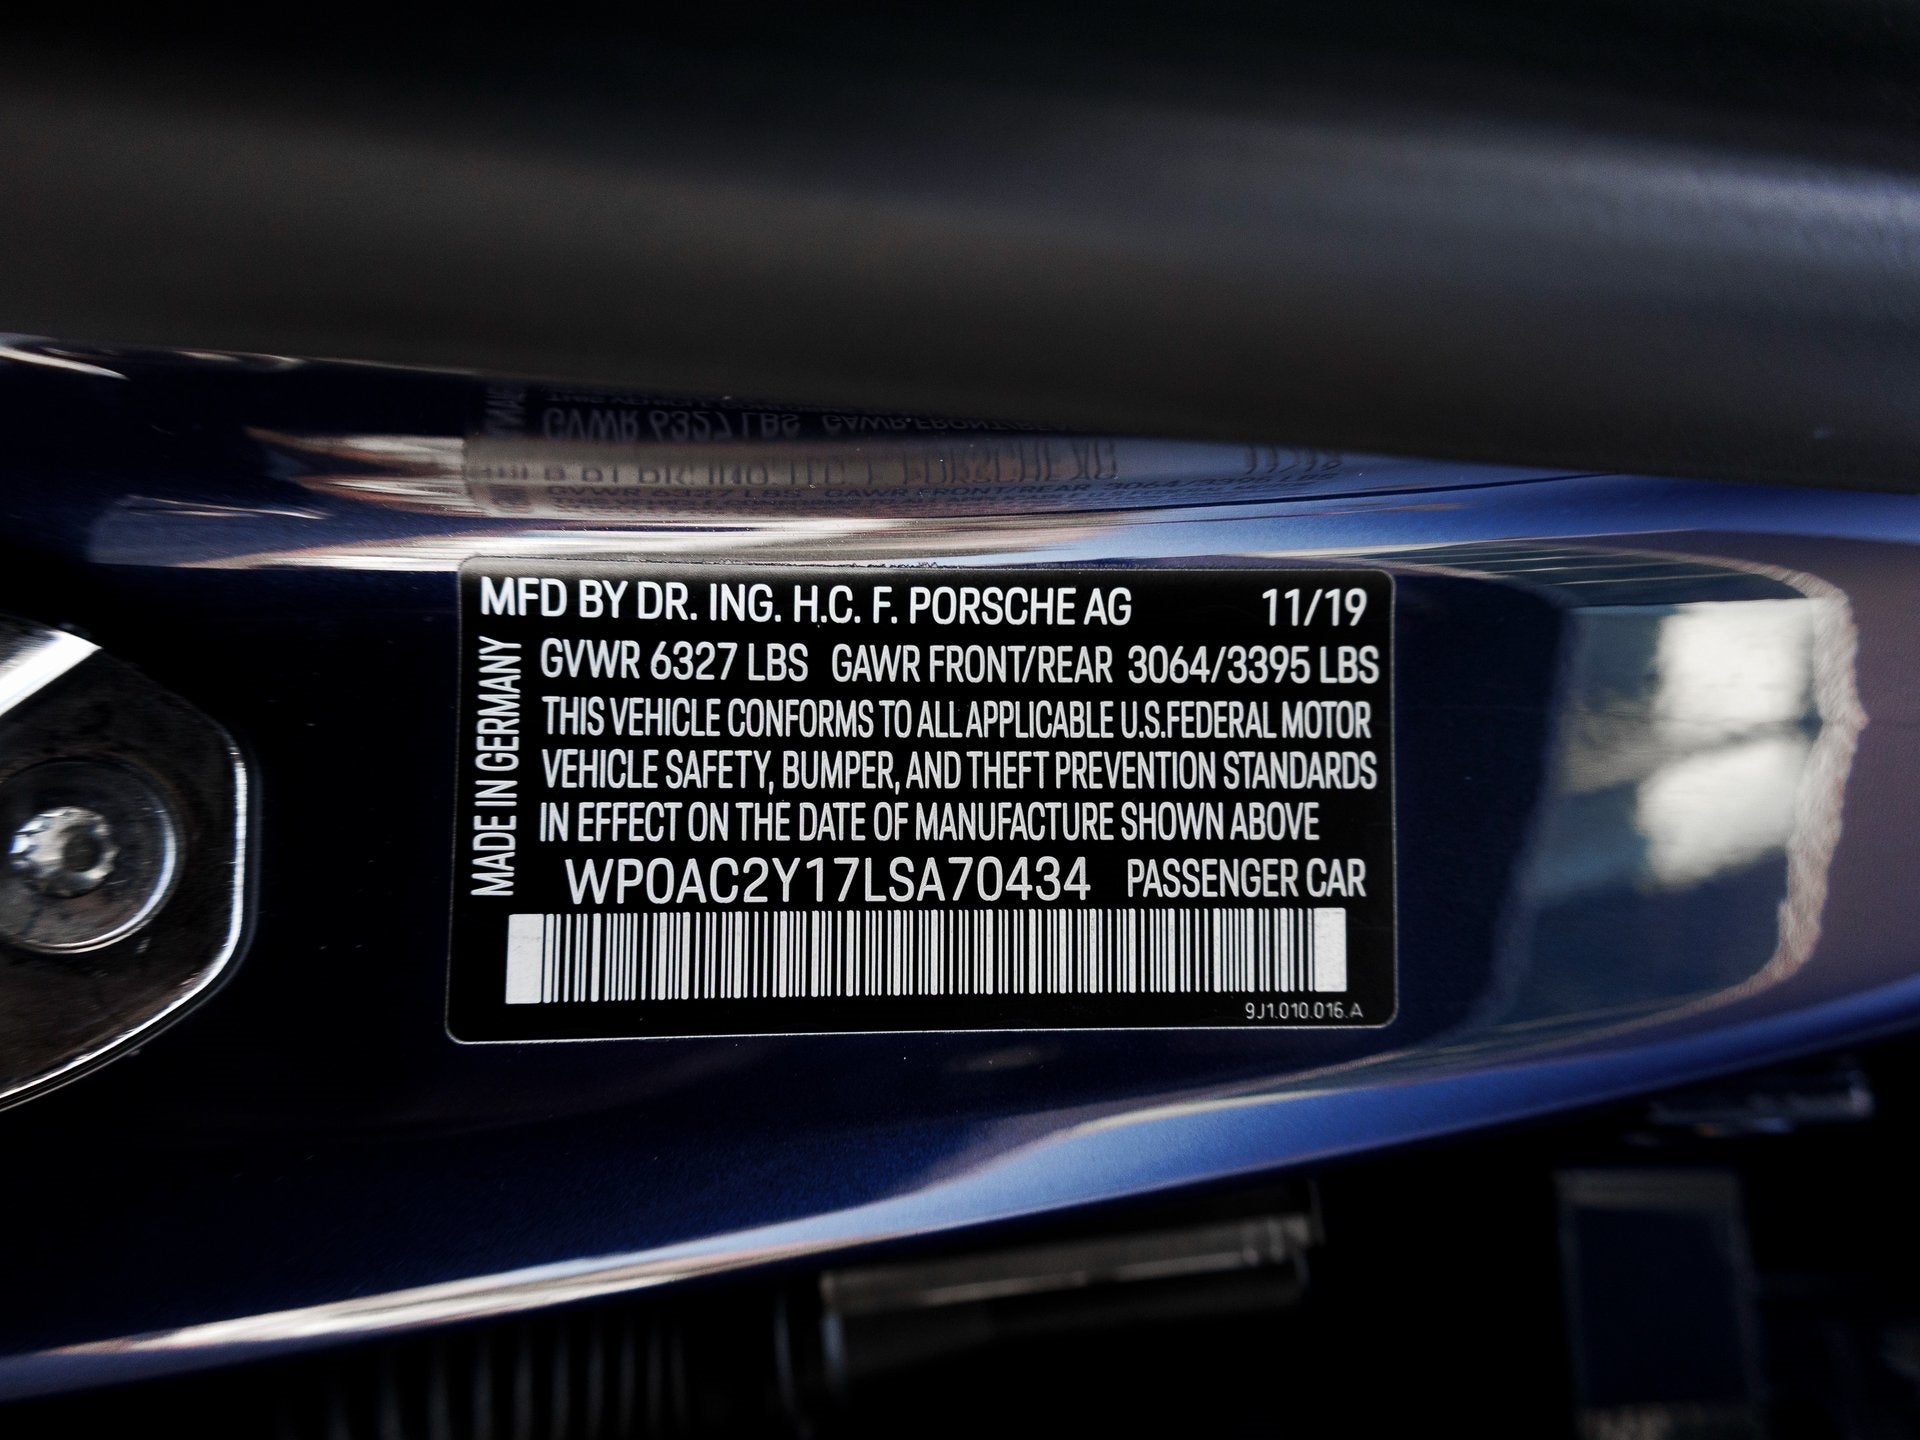 MFD BY DR. ING. H.C. F. PORSCHE AG 11/19
MADE IN GERMANY
GVWR 6327 LBS GAWR FRONT/REAR 3064/3395 LBS
THIS VEHICLE CONFORMS TO ALL APPLICABLE U.S.FEDERAL MOTOR
VEHICLE SAFETY, BUMPER, AND THEFT PREVENTION STANDARDS
IN EFFECT ON THE DATE OF MANUFACTURE SHOWN ABOVE
WP0AC2Y17LSA70434 PASSENGER CAR
9J1.010.016.A